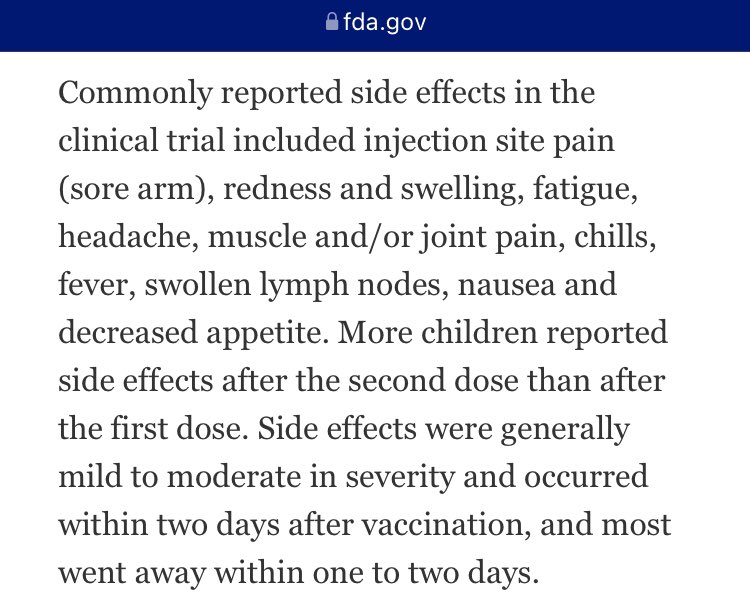 fda.gov
Commonly reported side effects in the
clinical trial included injection site pain
(sore arm), redness and swelling, fatigue,
headache, muscle and/or joint pain, chills,
fever, swollen lymph nodes, nausea and
decreased appetite. More children reported
side effects after the second dose than after
the first dose. Side effects were generally
mild to moderate in severity and occurred
within two days after vaccination, and most
went away within one to two days.